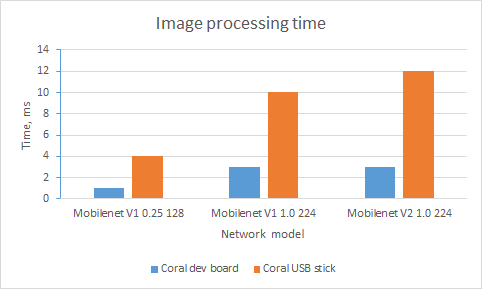 Image processing time
14
12
10
8
6
4
2
0
Time, ms
Mobilenet V1 0.25 128 Mobilenet V1 1.0 224 Mobilenet V2 1.0 224
Network model
Coral dev board Coral USB stick